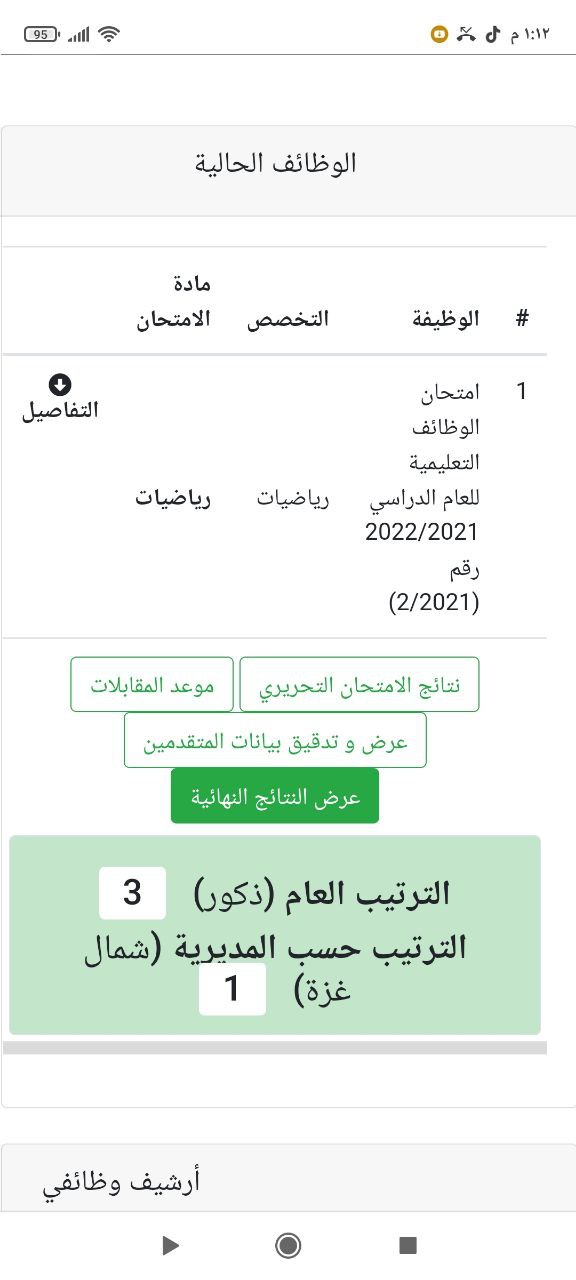 95
١:١٢ م
الوظائف الحالية
# الوظيفة التخصص مادة الامتحان
1 امتحان
الوظائف
التعليمية
للعام الدراسي رياضيات رياضيات
2022/2021
رقم
(2/2021)
التفاصيل
نتائج الامتحان التحريري موعد المقابلات
عرض و تدقيق بيانات المتقدمين
عرض النتائج النهائية
الترتيب العام (ذكور) 3
الترتيب حسب المديرية (شمال
غزة) 1
أرشيف وظائفي